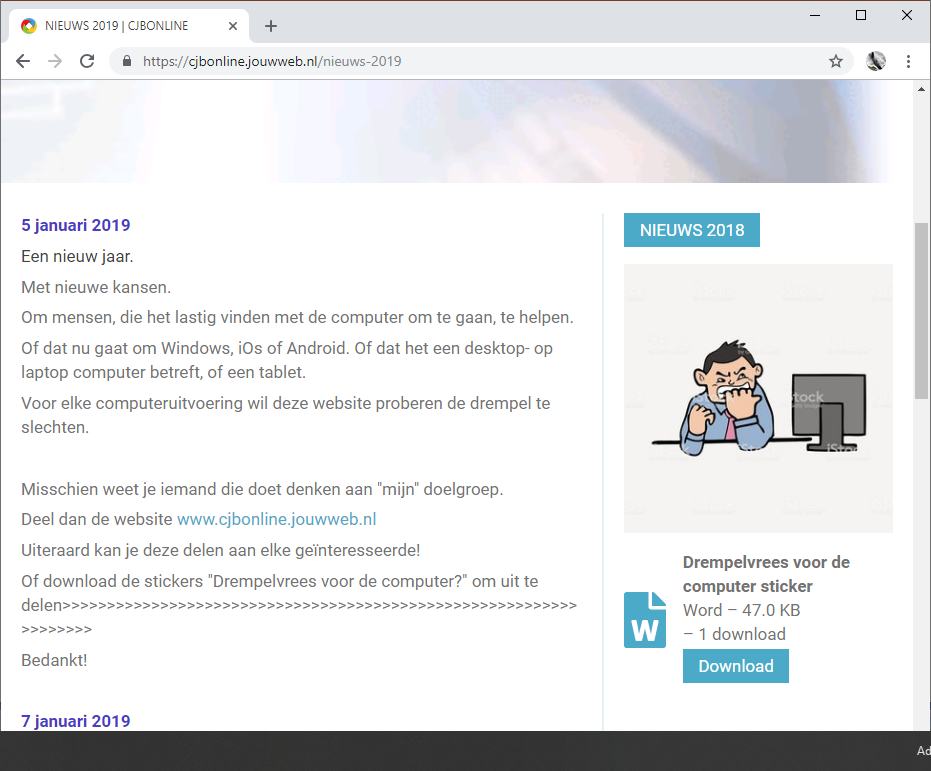 NIEUWS 2019 | CJBONLINE
https://cjbonline.jouwweb.nl/nieuws-2019
5 januari 2019
Een nieuw jaar.
Met nieuwe kansen.
Om mensen, die het lastig vinden met de computer om te gaan, te helpen.
Of dat nu gaat om Windows, iOs of Android. Of dat het een desktop- op
laptop computer betreft, of een tablet.
Voor elke computeruitvoering wil deze website proberen de drempel te
slechten.
Misschien weet je iemand die doet denken aan "mijn" doelgroep.
Deel dan de website www.cjbonline.jouwweb.nl
Uiteraard kan je deze delen aan elke geïnteresseerde!
Of download de stickers "Drempelvrees voor de computer?" om uit te
delen>>>>>>>>>>>>>>>>>>>>>>>>>>>>>>>>>>>>>>>>>>>>>>>>>>>>>>>>>>
>>>>>>>>
Bedankt!
7 januari 2019
NIEUWS 2018
iStock
Drempelvrees voor de
computer sticker
W
Word – 47.0 KB
– 1 download
Download
Ad